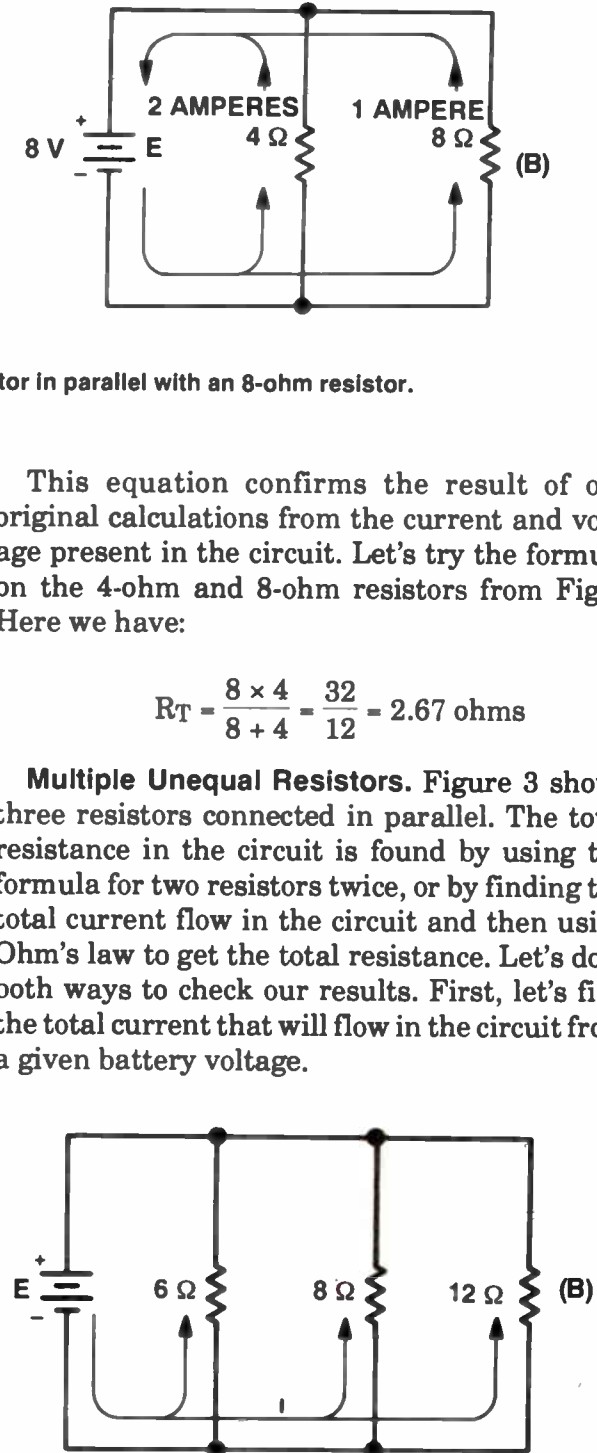 2 AMPERES 1 AMPERE
+
8 V E 4 Ω 8 Ω (B)
−
tor in parallel with an 8-ohm resistor.
This equation confirms the result of o
original calculations from the current and vo
age present in the circuit. Let's try the formu
on the 4-ohm and 8-ohm resistors from Fig
Here we have:
RT = 8 × 4 / 8 + 4 = 32 / 12 = 2.67 ohms
Multiple Unequal Resistors. Figure 3 sho
three resistors connected in parallel. The to
resistance in the circuit is found by using t
formula for two resistors twice, or by finding t
total current flow in the circuit and then usi
Ohm's law to get the total resistance. Let's do
both ways to check our results. First, let's fi
the total current that will flow in the circuit fro
a given battery voltage.
+
E 6 Ω 8 Ω 12 Ω (B)
−
I